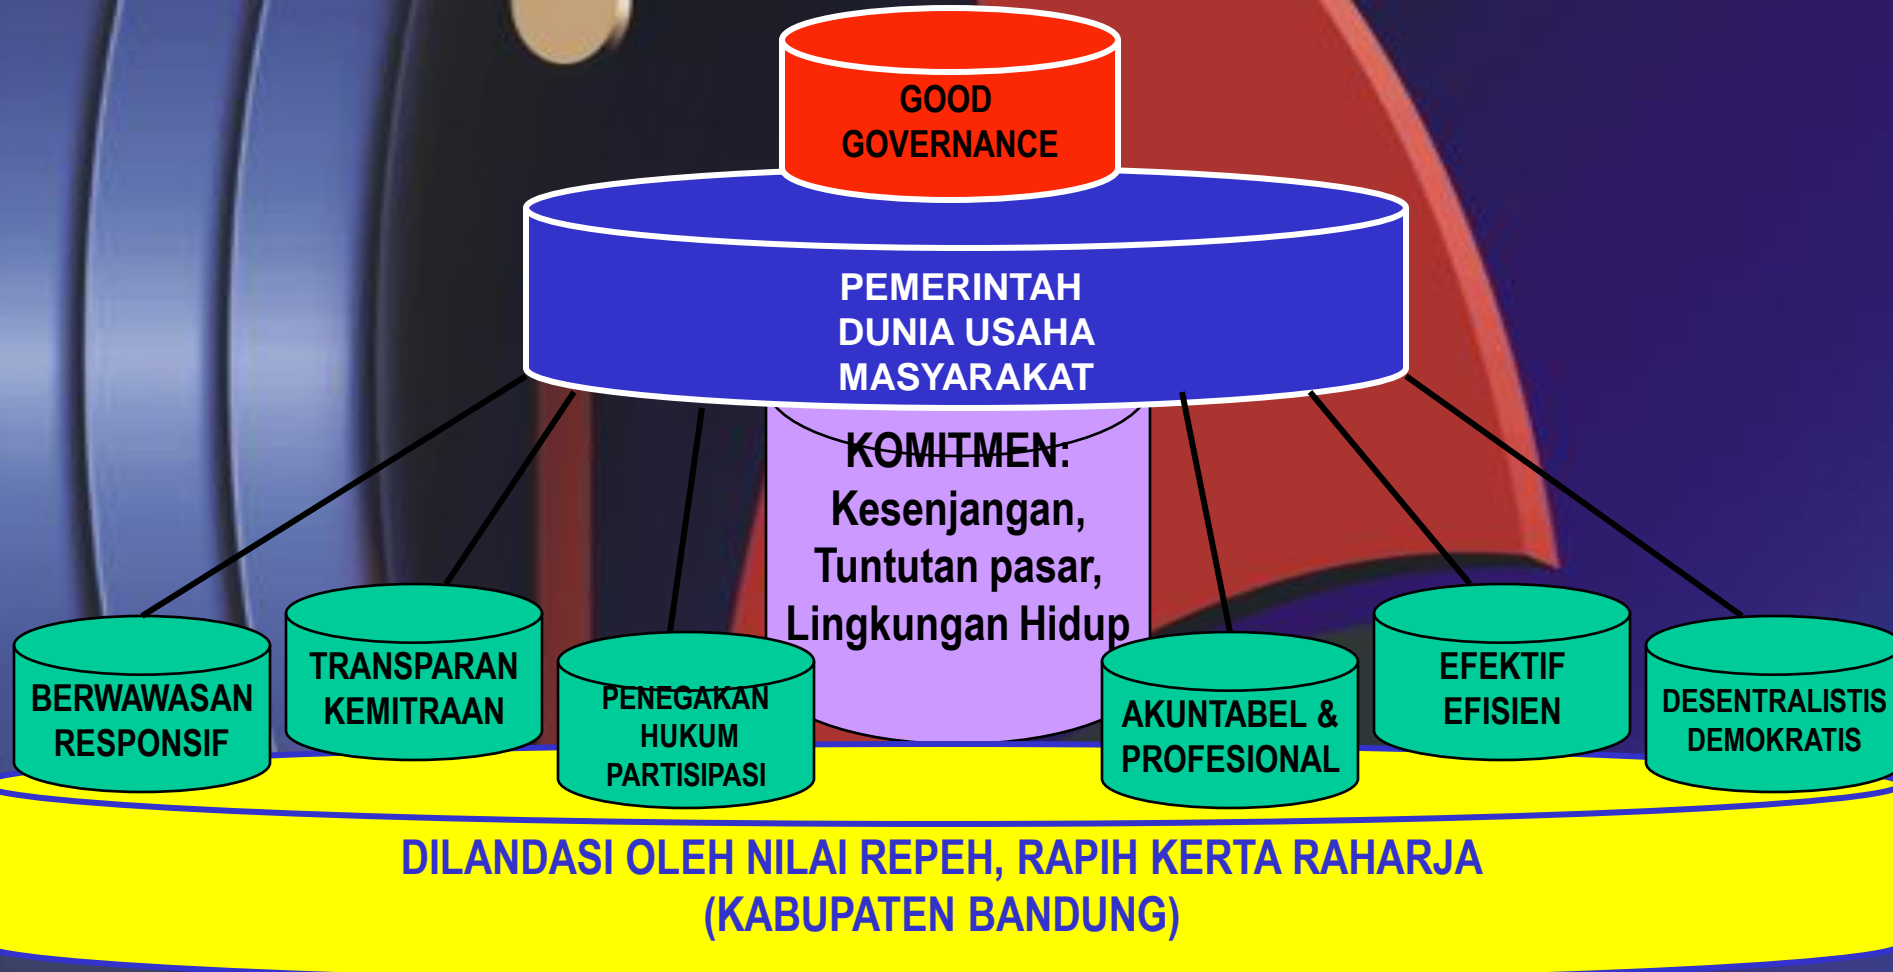 GOOD
GOVERNANCE
PEMERINTAH
DUNIA USAHA
MASYARAKAT
KOMITMEN:
Kesenjangan,
Tuntutan pasar,
Lingkungan Hidup
BERWAWASAN
RESPONSIF
TRANSPARAN
KEMITRAAN
PENEGAKAN
HUKUM
PARTISIPASI
AKUNTABEL &
PROFESIONAL
EFEKTIF
EFISIEN
DESENTRALISTIS
DEMOKRATIS
DILANDASI OLEH NILAI REPEH, RAPIH KERTA RAHARJA
(KABUPATEN BANDUNG)